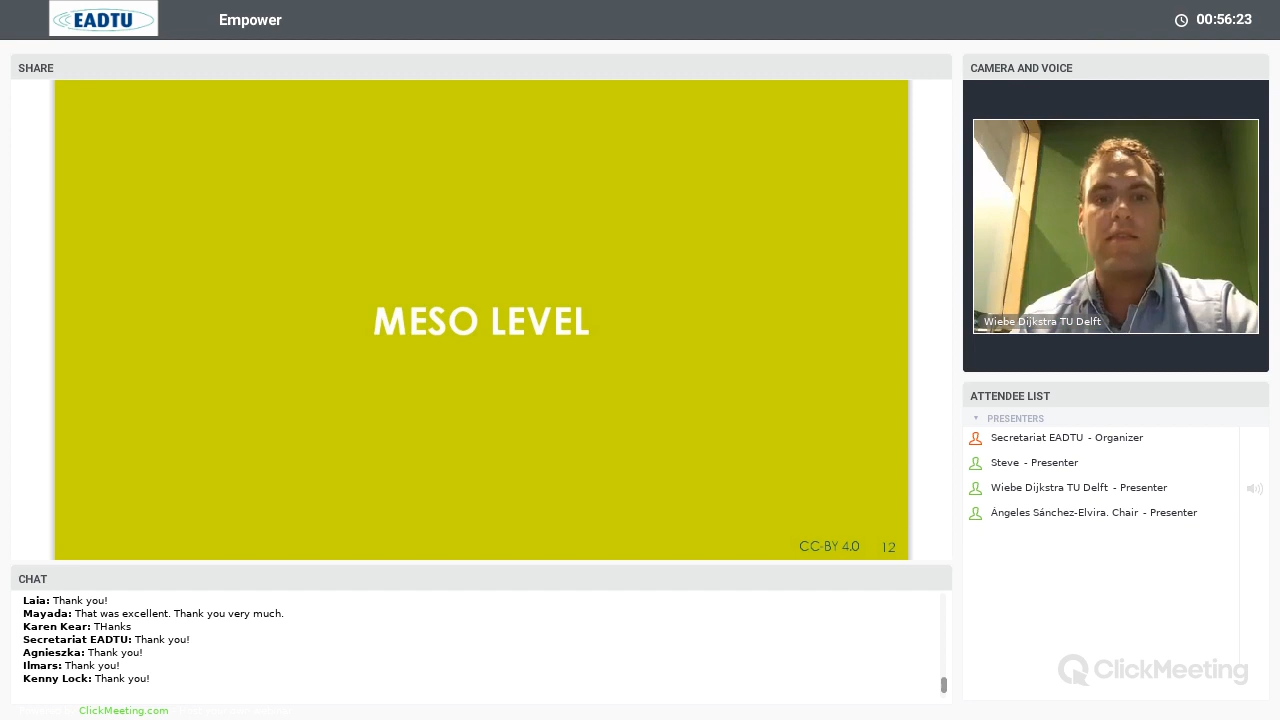 EADTU
Empower
00:56:23
SHARE
MESO LEVEL
CC-BY 4.0 12
CAMERA AND VOICE
Wiebe Dijkstra TU Delft
ATTENDEE LIST
PRESENTERS
Secretariat EADTU - Organizer
Steve - Presenter
Wiebe Dijkstra TU Delft - Presenter
Ángeles Sánchez-Elvira. Chair - Presenter
ClickMeeting
CHAT
Laia: Thank you!
Mayada: That was excellent. Thank you very much.
Karen Kear: THanks
Secretariat EADTU: Thank you!
Agnieszka: Thank you!
Ilmars: Thank you!
Kenny Lock: Thank you!
ClickMeeting.com